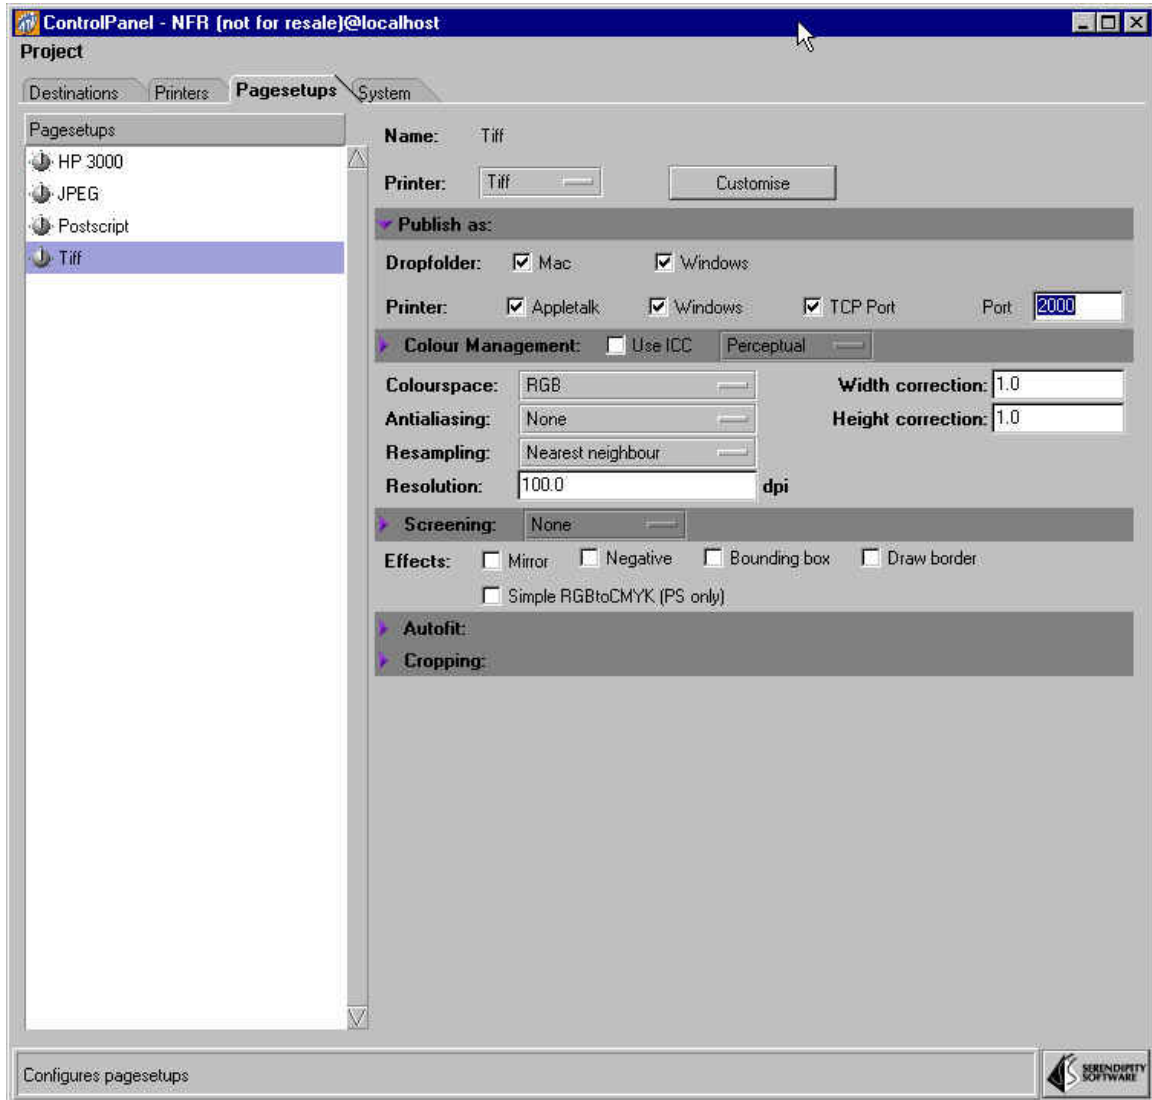 ControlPanel - NFR (not for resale)@localhost
Project
Destinations Printers Pagesetups System
Pagesetups
HP 3000
JPEG
Postscript
Tiff
Name: Tiff
Printer: Tiff Customise
Publish as:
Dropfolder: Mac Windows
Printer: Appletalk Windows TCP Port Port 2000
Colour Management: Use ICC Perceptual
Colourspace: RGB Width correction: 1.0
Antialiasing: None Height correction: 1.0
Resampling: Nearest neighbour
Resolution: 100.0 dpi
Screening: None
Effects: Mirror Negative Bounding box Draw border
Simple RGBtoCMYK (PS only)
Autofit:
Cropping:
Configures pagesetups
SERENDIPITY
SOFTWARE